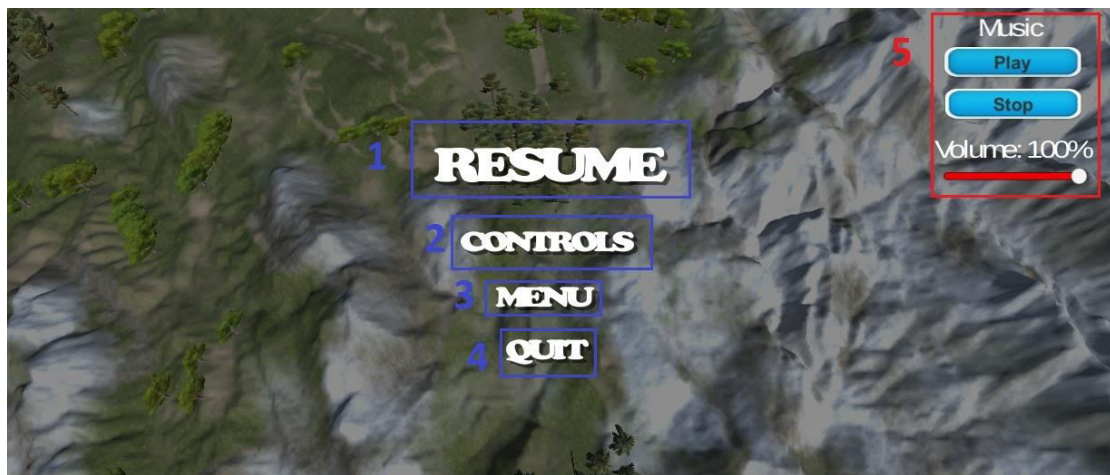 5
Music
Play
Stop
Volume: 100%
1
RESUME
2
CONTROLS
3
MENU
4
QUIT